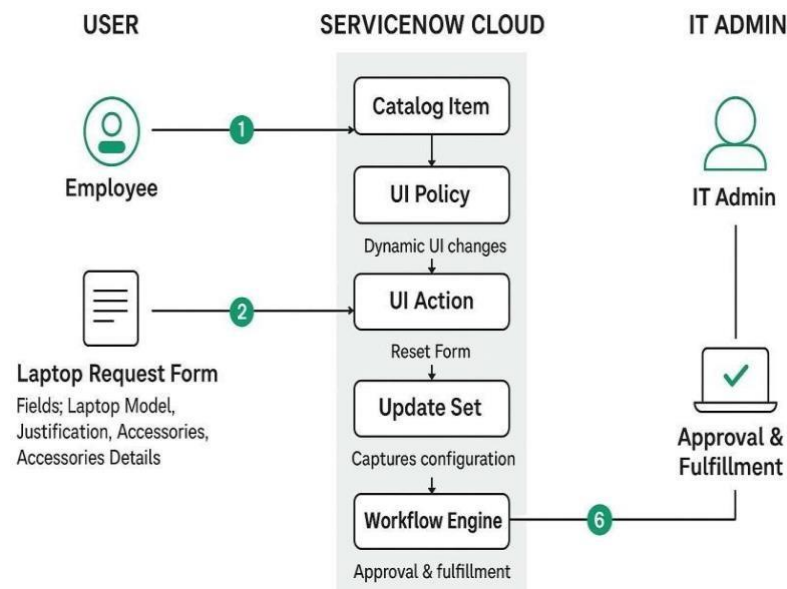 USER
SERVICENOW CLOUD
IT ADMIN
Employee
1
Catalog Item
UI Policy
Dynamic UI changes
Laptop Request Form
Fields; Laptop Model,
Justification, Accessories,
Accessories Details
2
UI Action
Reset Form
Update Set
Captures configuration
Workflow Engine
Approval & fulfillment
6
IT Admin
Approval &
Fulfillment